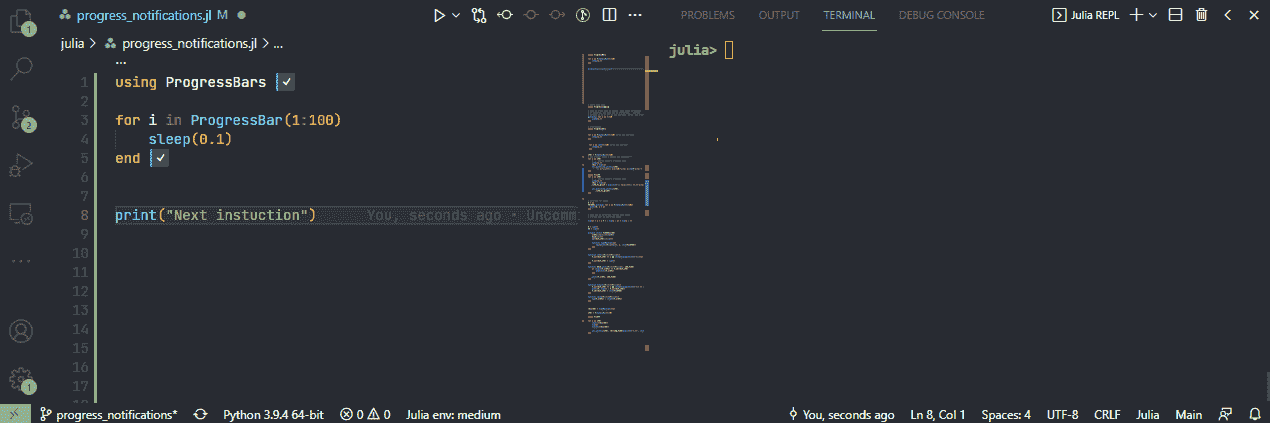 progress_notifications.jl M
PROBLEMS OUTPUT TERMINAL DEBUG CONSOLE
Julia REPL
julia > progress_notifications.jl > ...
...
1 using ProgressBars
2
3 for i in ProgressBar(1:100)
4 sleep(0.1)
5 end
6
7
8 print("Next instuction") You, seconds ago • Uncomm
9
10
11
12
13
14
15
16
17
julia>
1
2
1
progress_notifications*
Python 3.9.4 64-bit
0 0
Julia env: medium
You, seconds ago
Ln 8, Col 1
Spaces: 4
UTF-8
CRLF
Julia
Main